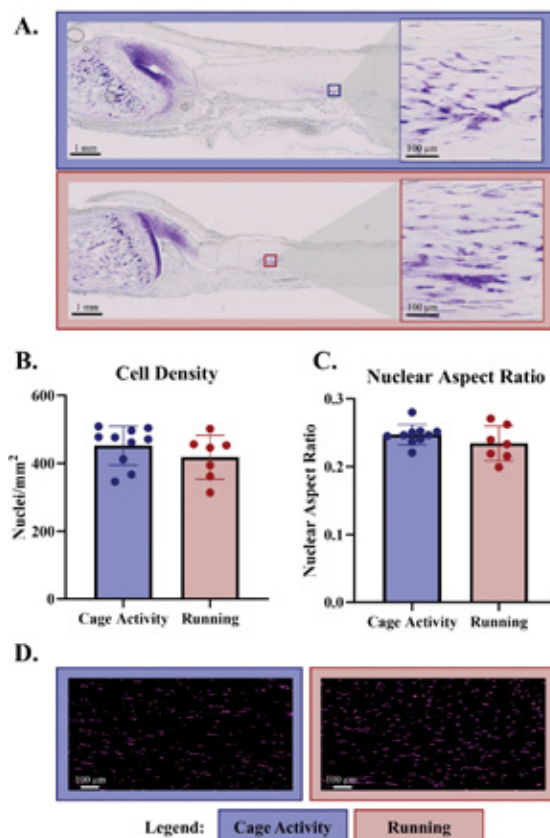 A.
1 mm
100 µm
1 mm
100 µm
B.
Cell Density
Nuclei/mm²
600
400
200
0
Cage Activity
Running
C.
Nuclear Aspect Ratio
Nuclear Aspect Ratio
0.3
0.2
0.1
0.0
Cage Activity
Running
D.
100 µm
100 µm
Legend: Cage Activity Running